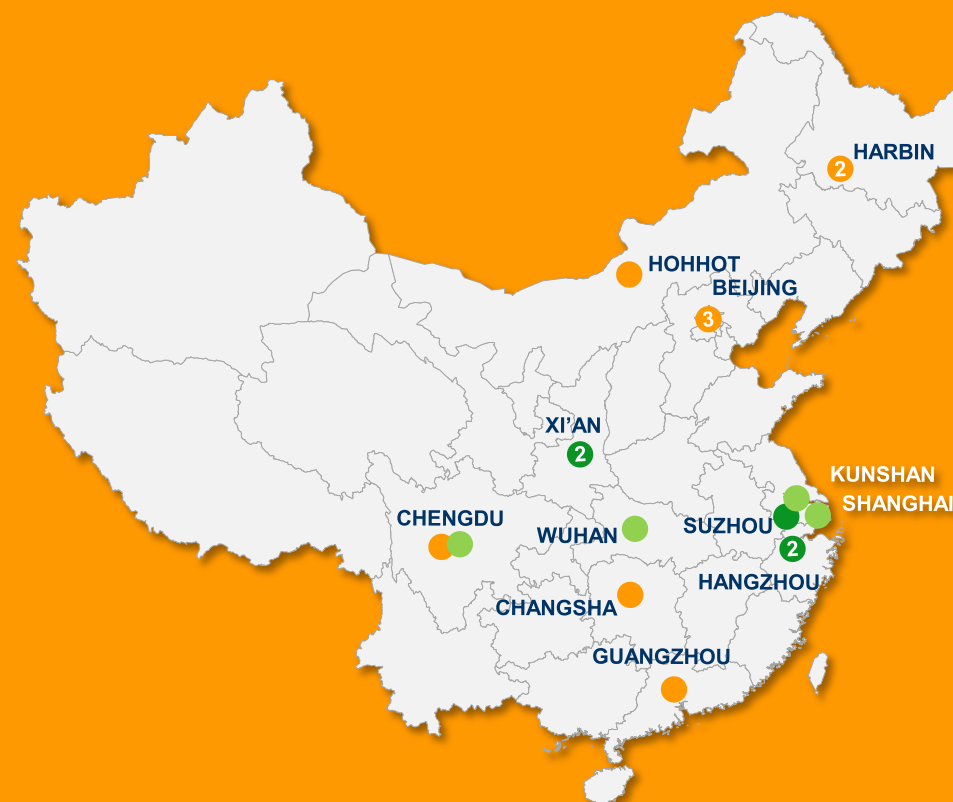 HARBIN
2
HOHHOT
BEIJING
3
XI'AN
2
KUNSHAN
SHANGHAI
CHENGDU
WUHAN
SUZHOU
2
HANGZHOU
CHANGSHA
GUANGZHOU